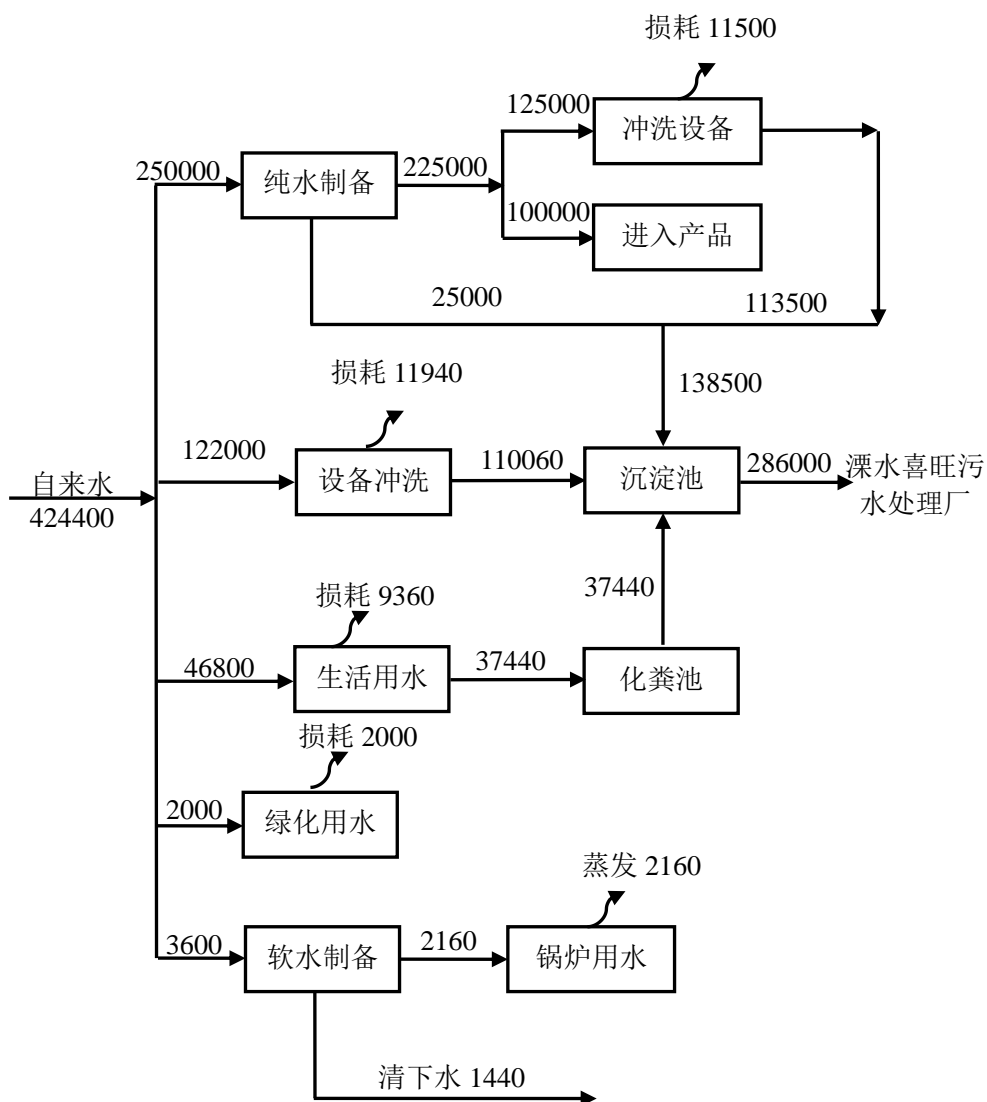 损耗 11500
125000
冲洗设备
250000
纯水制备
225000
100000
进入产品
25000
113500
损耗 11940
138500
122000
设备冲洗
110060
沉淀池
286000
溧水喜旺污
水处理厂
自来水
424400
损耗 9360
37440
46800
生活用水
37440
化粪池
损耗 2000
2000
绿化用水
蒸发 2160
3600
软水制备
2160
锅炉用水
清下水 1440